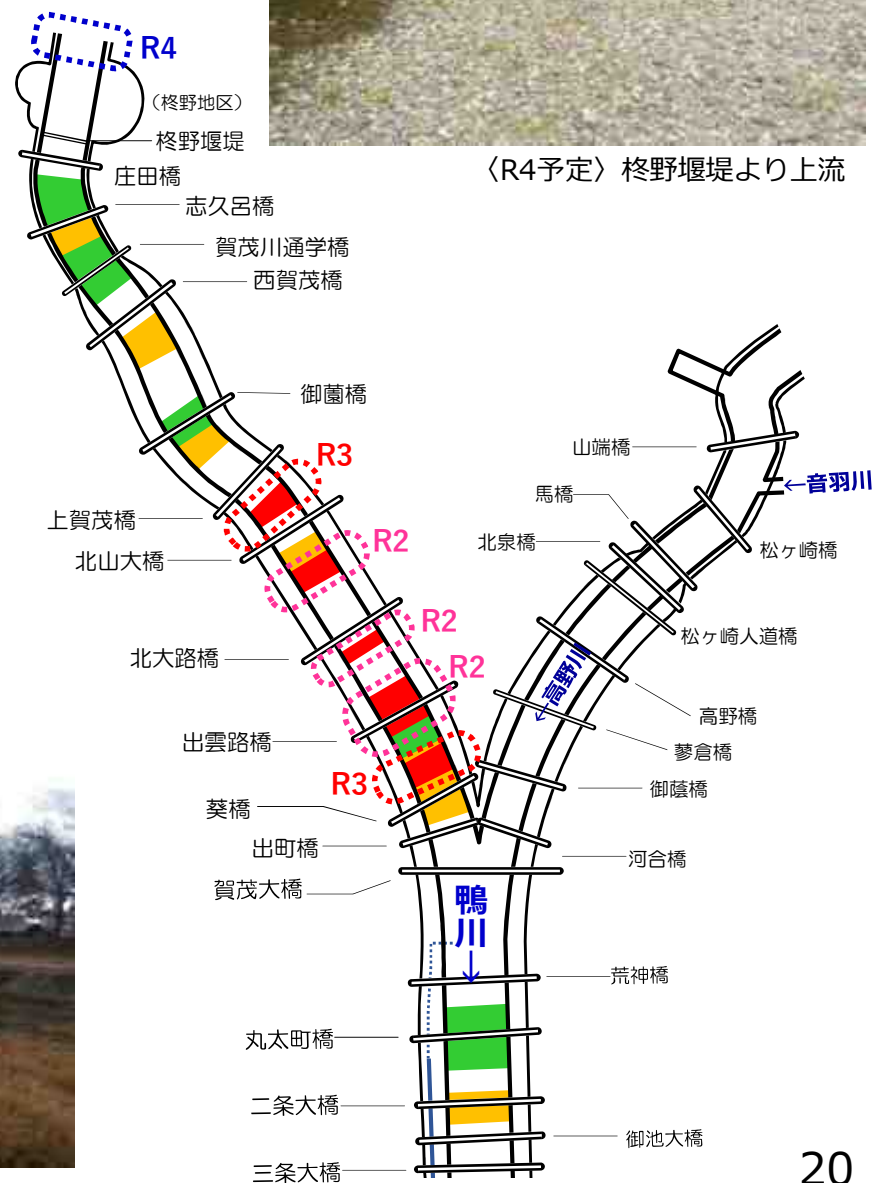 R4
（柊野地区）
柊野堰堤
〈R4予定〉柊野堰堤より上流
庄田橋
志久呂橋
賀茂川通学橋
西賀茂橋
御薗橋
R3
上賀茂橋
北山大橋
R2
北大路橋
R2
R2
出雲路橋
R3
葵橋
出町橋
賀茂大橋
山端橋
←音羽川
馬橋
北泉橋
松ヶ崎橋
松ヶ崎人道橋
←高野川
高野橋
蓼倉橋
御蔭橋
河合橋
鴨川↓
荒神橋
丸太町橋
二条大橋
御池大橋
三条大橋
20